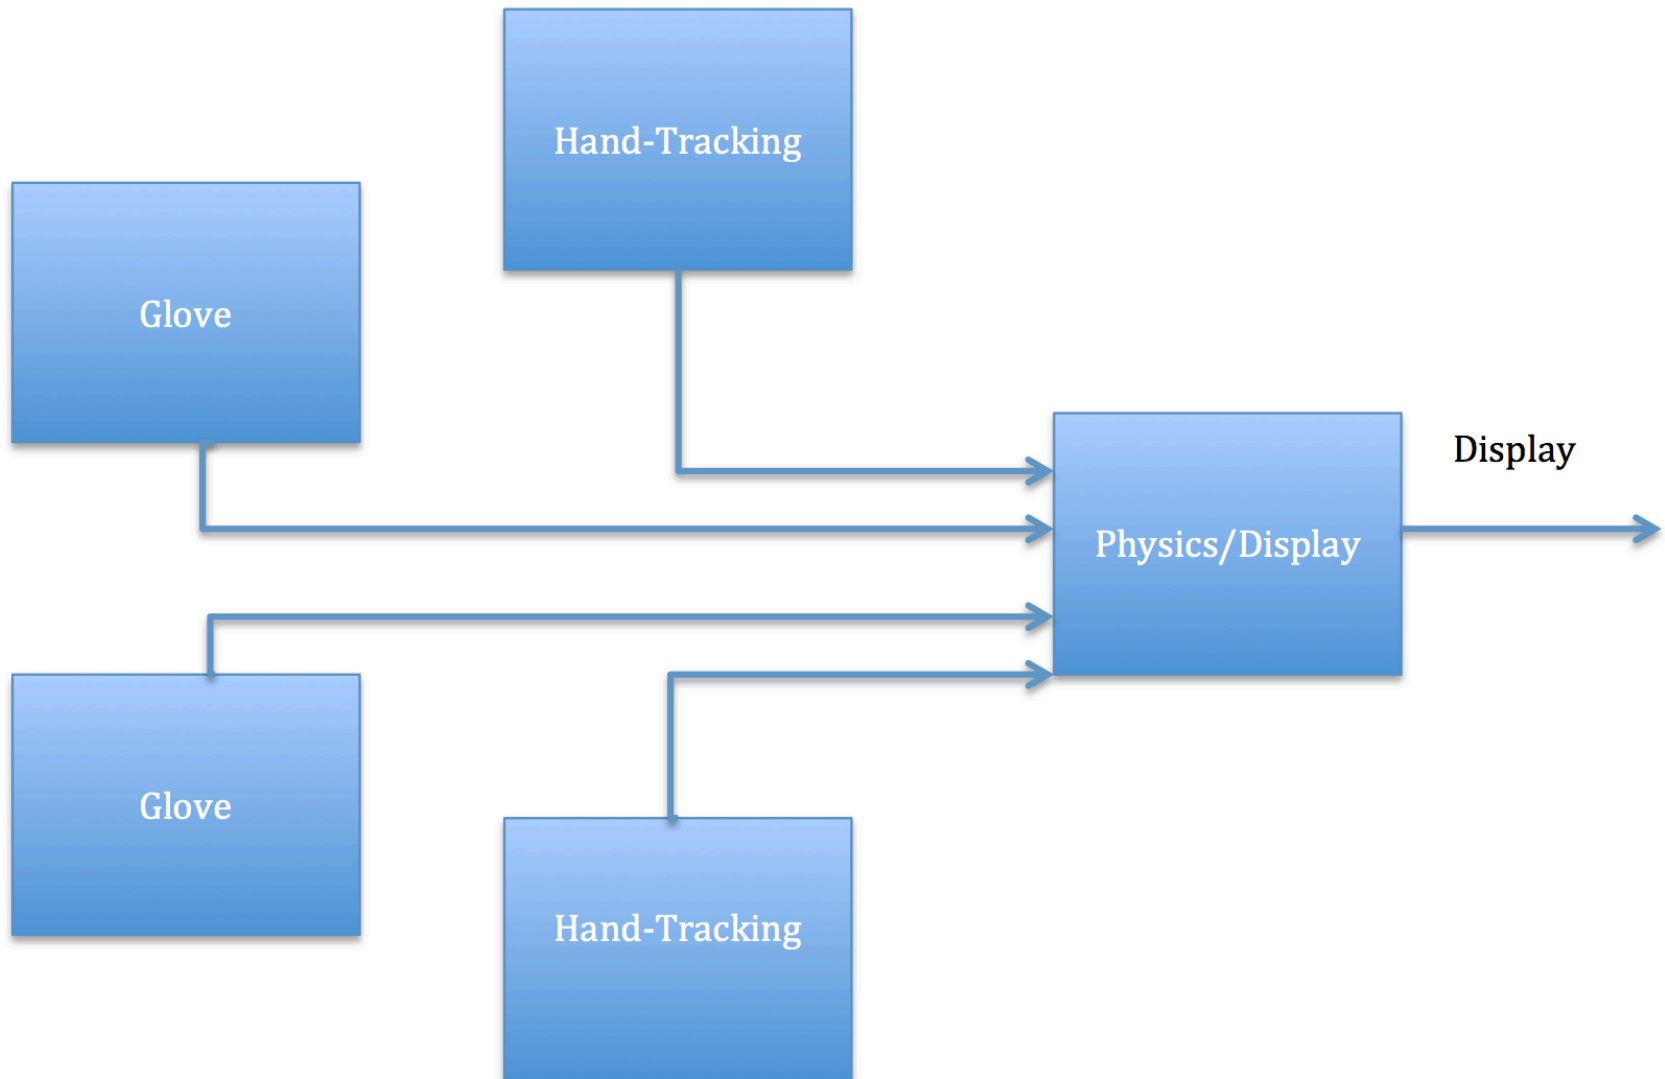 Hand-Tracking
Glove
Display
Physics/Display
Glove
Hand-Tracking